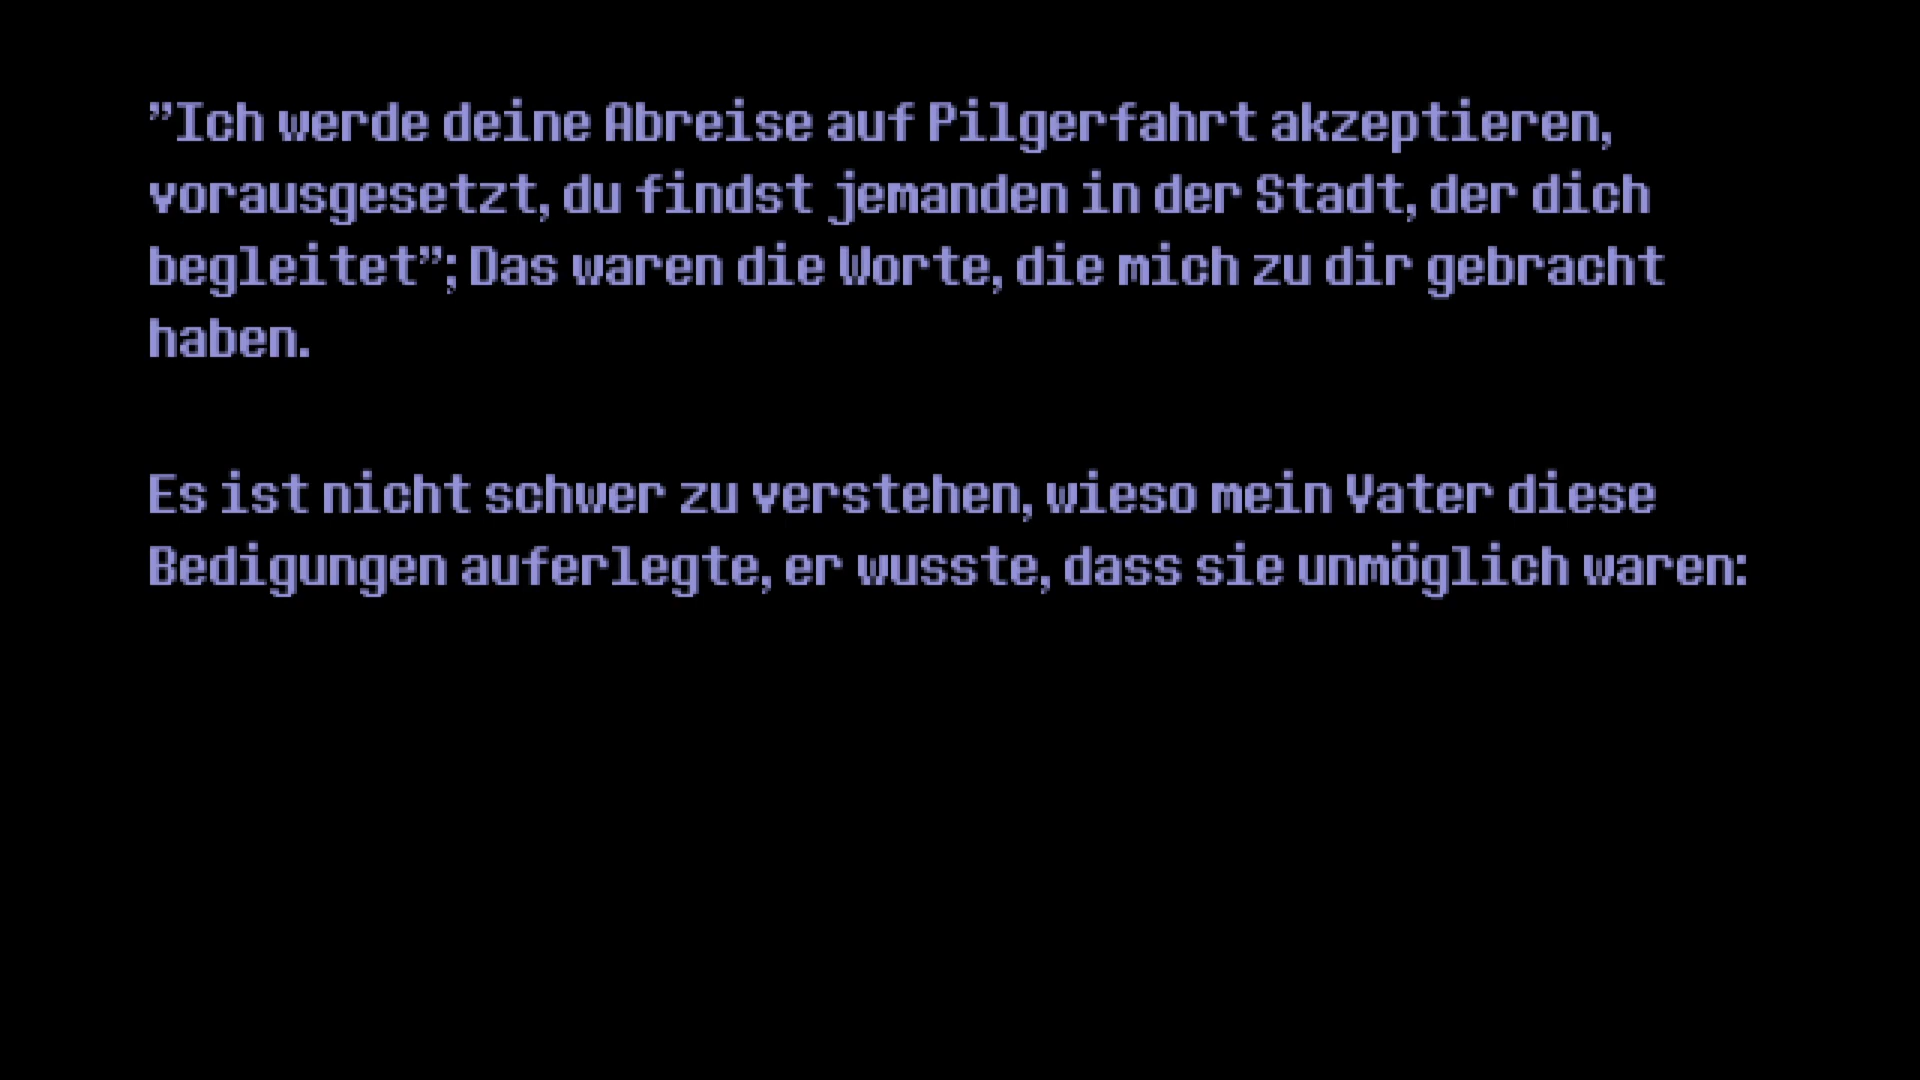 ”Ich werde deine Abreise auf Pilgerfahrt akzeptieren,
vorausgesetzt, du findst jemanden in der Stadt, der dich
begleitet”; Das waren die Worte, die mich zu dir gebracht
haben.
Es ist nicht schwer zu verstehen, wieso mein Vater diese
Bedigungen auferlegte, er wusste, dass sie unmöglich waren: